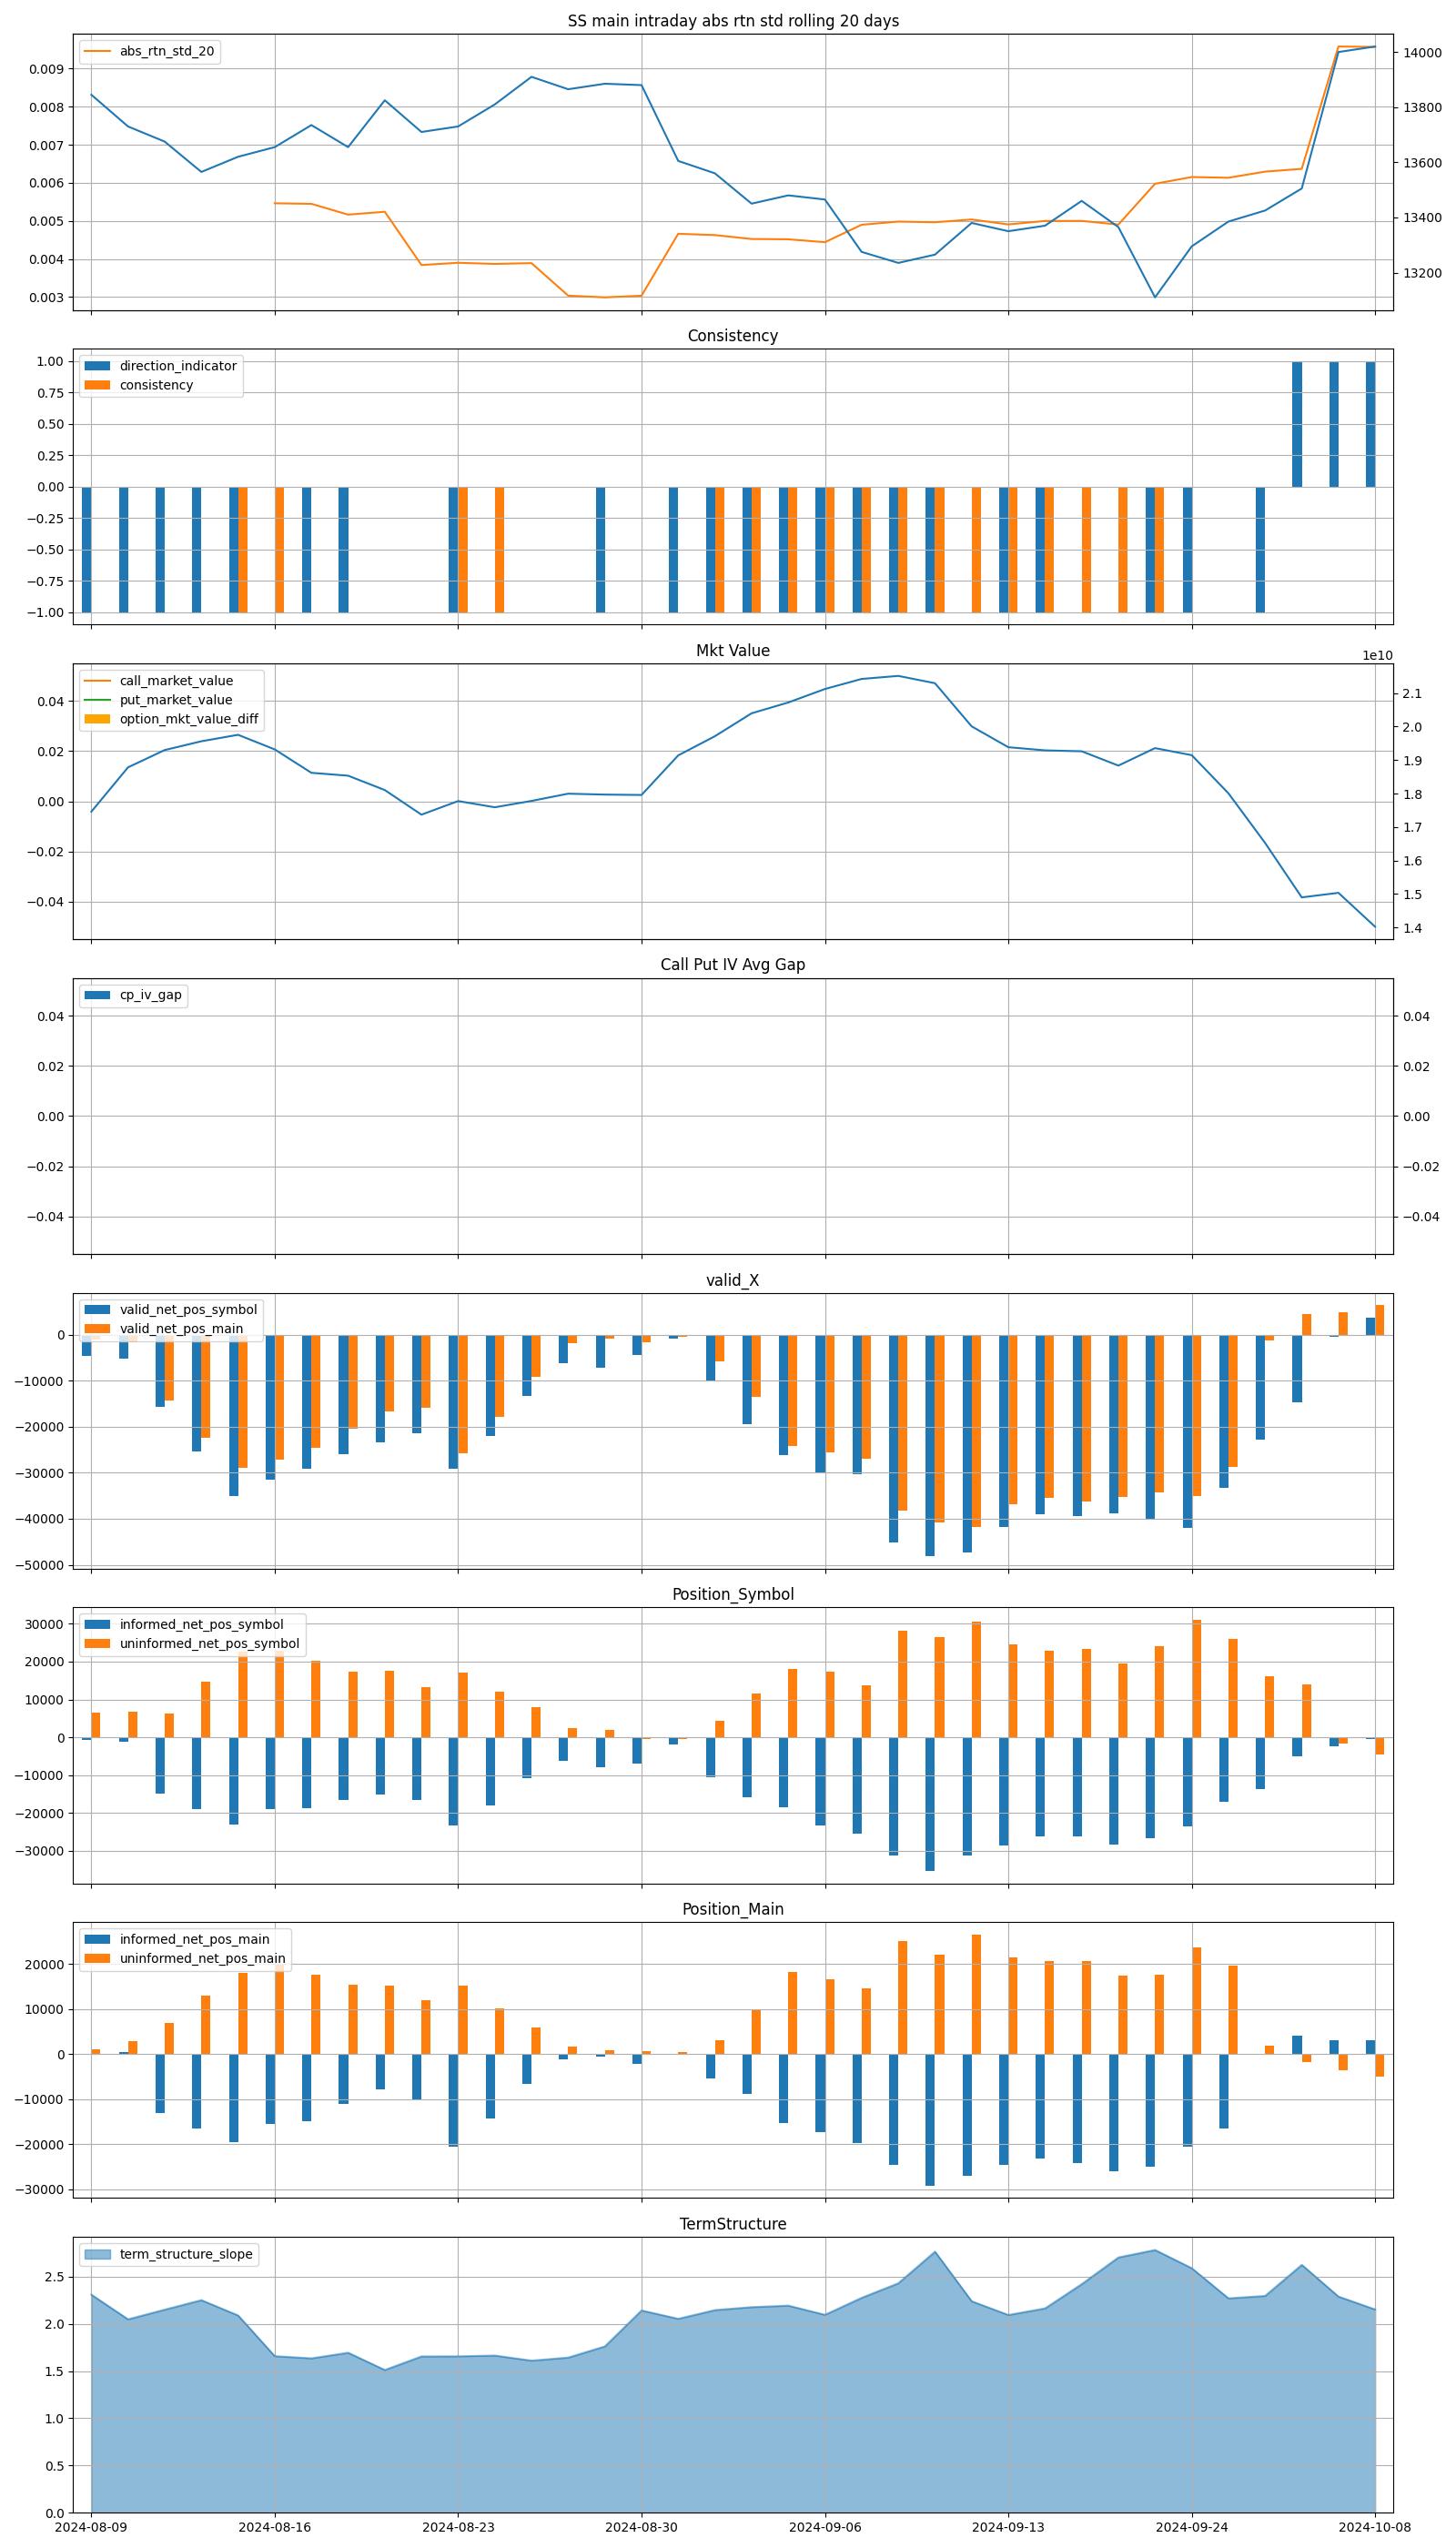 SS main intraday abs rtn std rolling 20 days
abs_rtn_std_20
0.009
0.008
0.007
0.006
0.005
0.004
0.003
14000
13800
13600
13400
13200
Consistency
direction_indicator
consistency
1.00
0.75
0.50
0.25
0.00
−0.25
−0.50
−0.75
−1.00
Mkt Value
1e10
call_market_value
put_market_value
option_mkt_value_diff
0.04
0.02
0.00
−0.02
−0.04
2.1
2.0
1.9
1.8
1.7
1.6
1.5
1.4
Call Put IV Avg Gap
cp_iv_gap
0.04
0.02
0.00
−0.02
−0.04
0.04
0.02
0.00
−0.02
−0.04
valid_X
valid_net_pos_symbol
valid_net_pos_main
0
−10000
−20000
−30000
−40000
−50000
Position_Symbol
informed_net_pos_symbol
uninformed_net_pos_symbol
30000
20000
10000
0
−10000
−20000
−30000
Position_Main
informed_net_pos_main
uninformed_net_pos_main
20000
10000
0
−10000
−20000
−30000
TermStructure
term_structure_slope
2.5
2.0
1.5
1.0
0.5
0.0
2024-08-09 2024-08-16 2024-08-23 2024-08-30 2024-09-06 2024-09-13 2024-09-24 2024-10-08